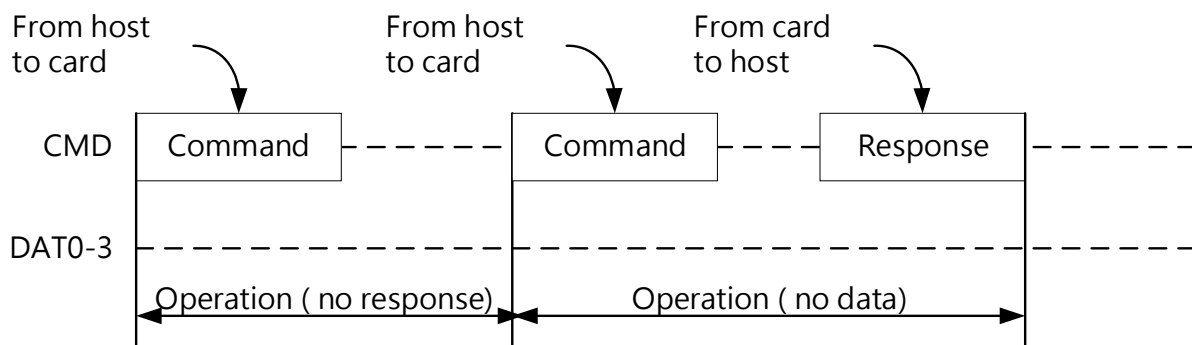 From host
to card
From host
to card
From card
to host
CMD
Command
Command
Response
DAT0-3
Operation ( no response)
Operation ( no data)